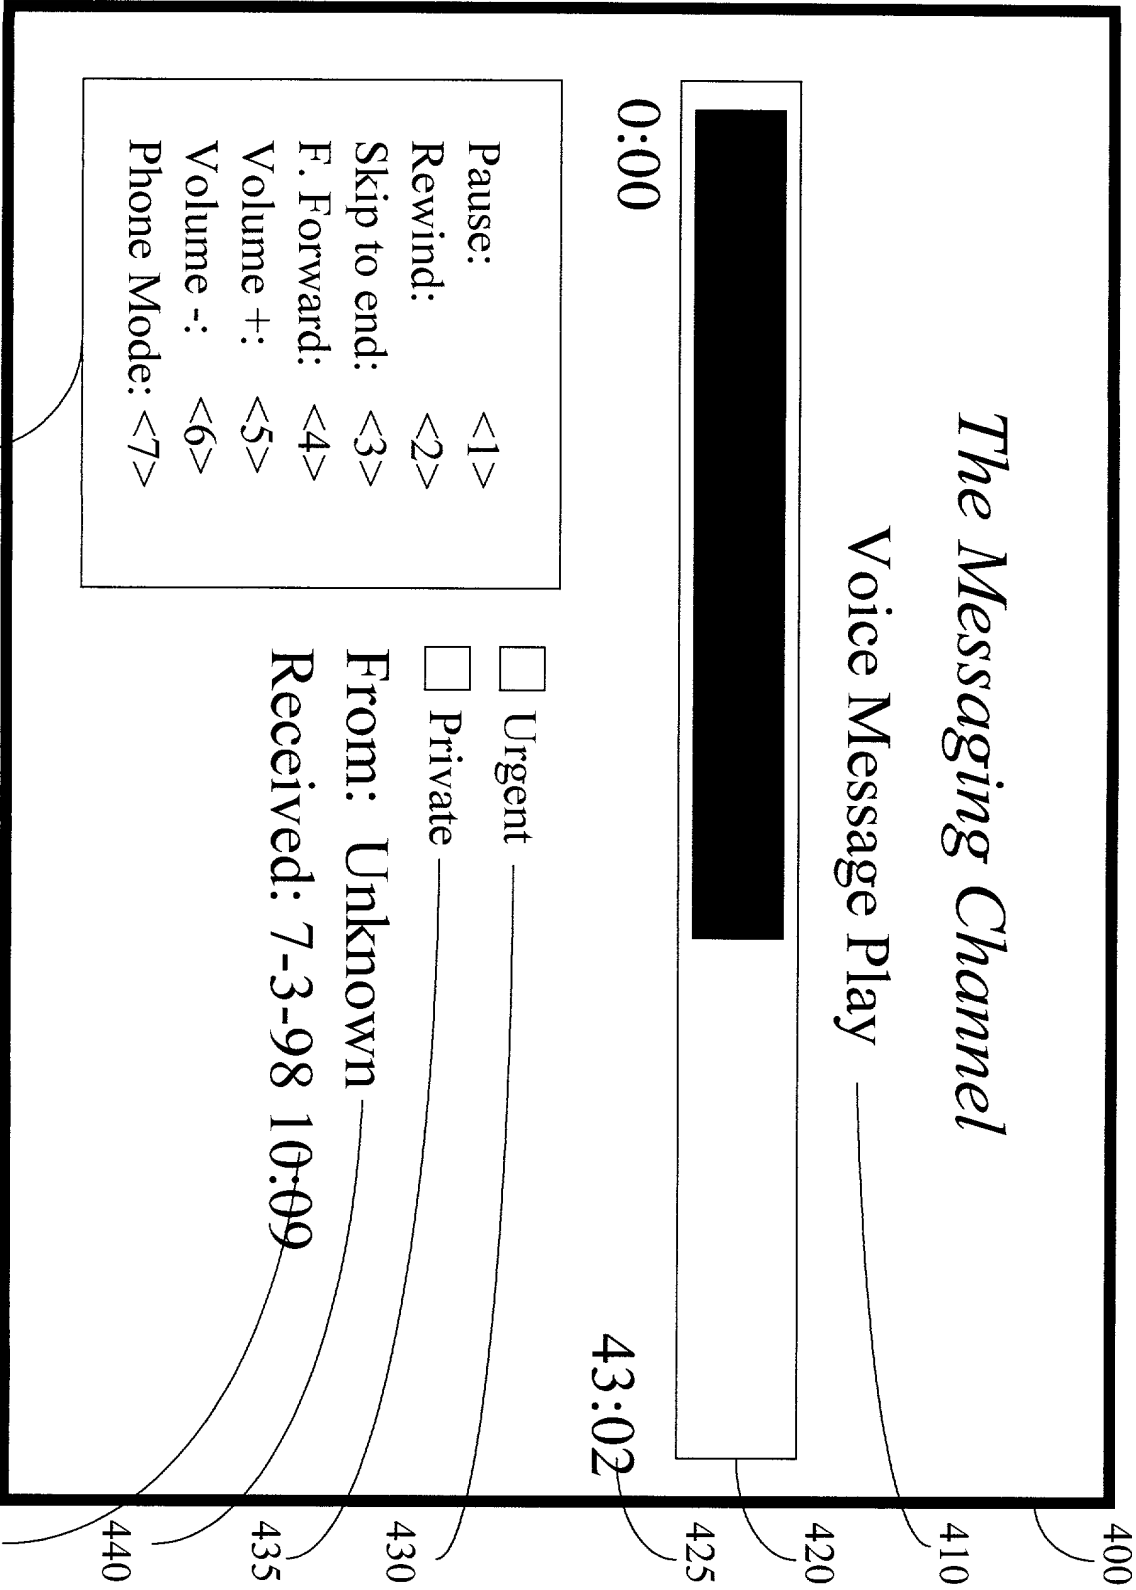 The Messaging Channel
Voice Message Play
0:00
43:02
Pause: <1>
Rewind: <2>
Skip to end: <3>
F. Forward: <4>
Volume +: <5>
Volume -: <6>
Phone Mode: <7>
Urgent
Private
From: Unknown
Received: 7-3-98 10:09
400
410
420
425
430
435
440